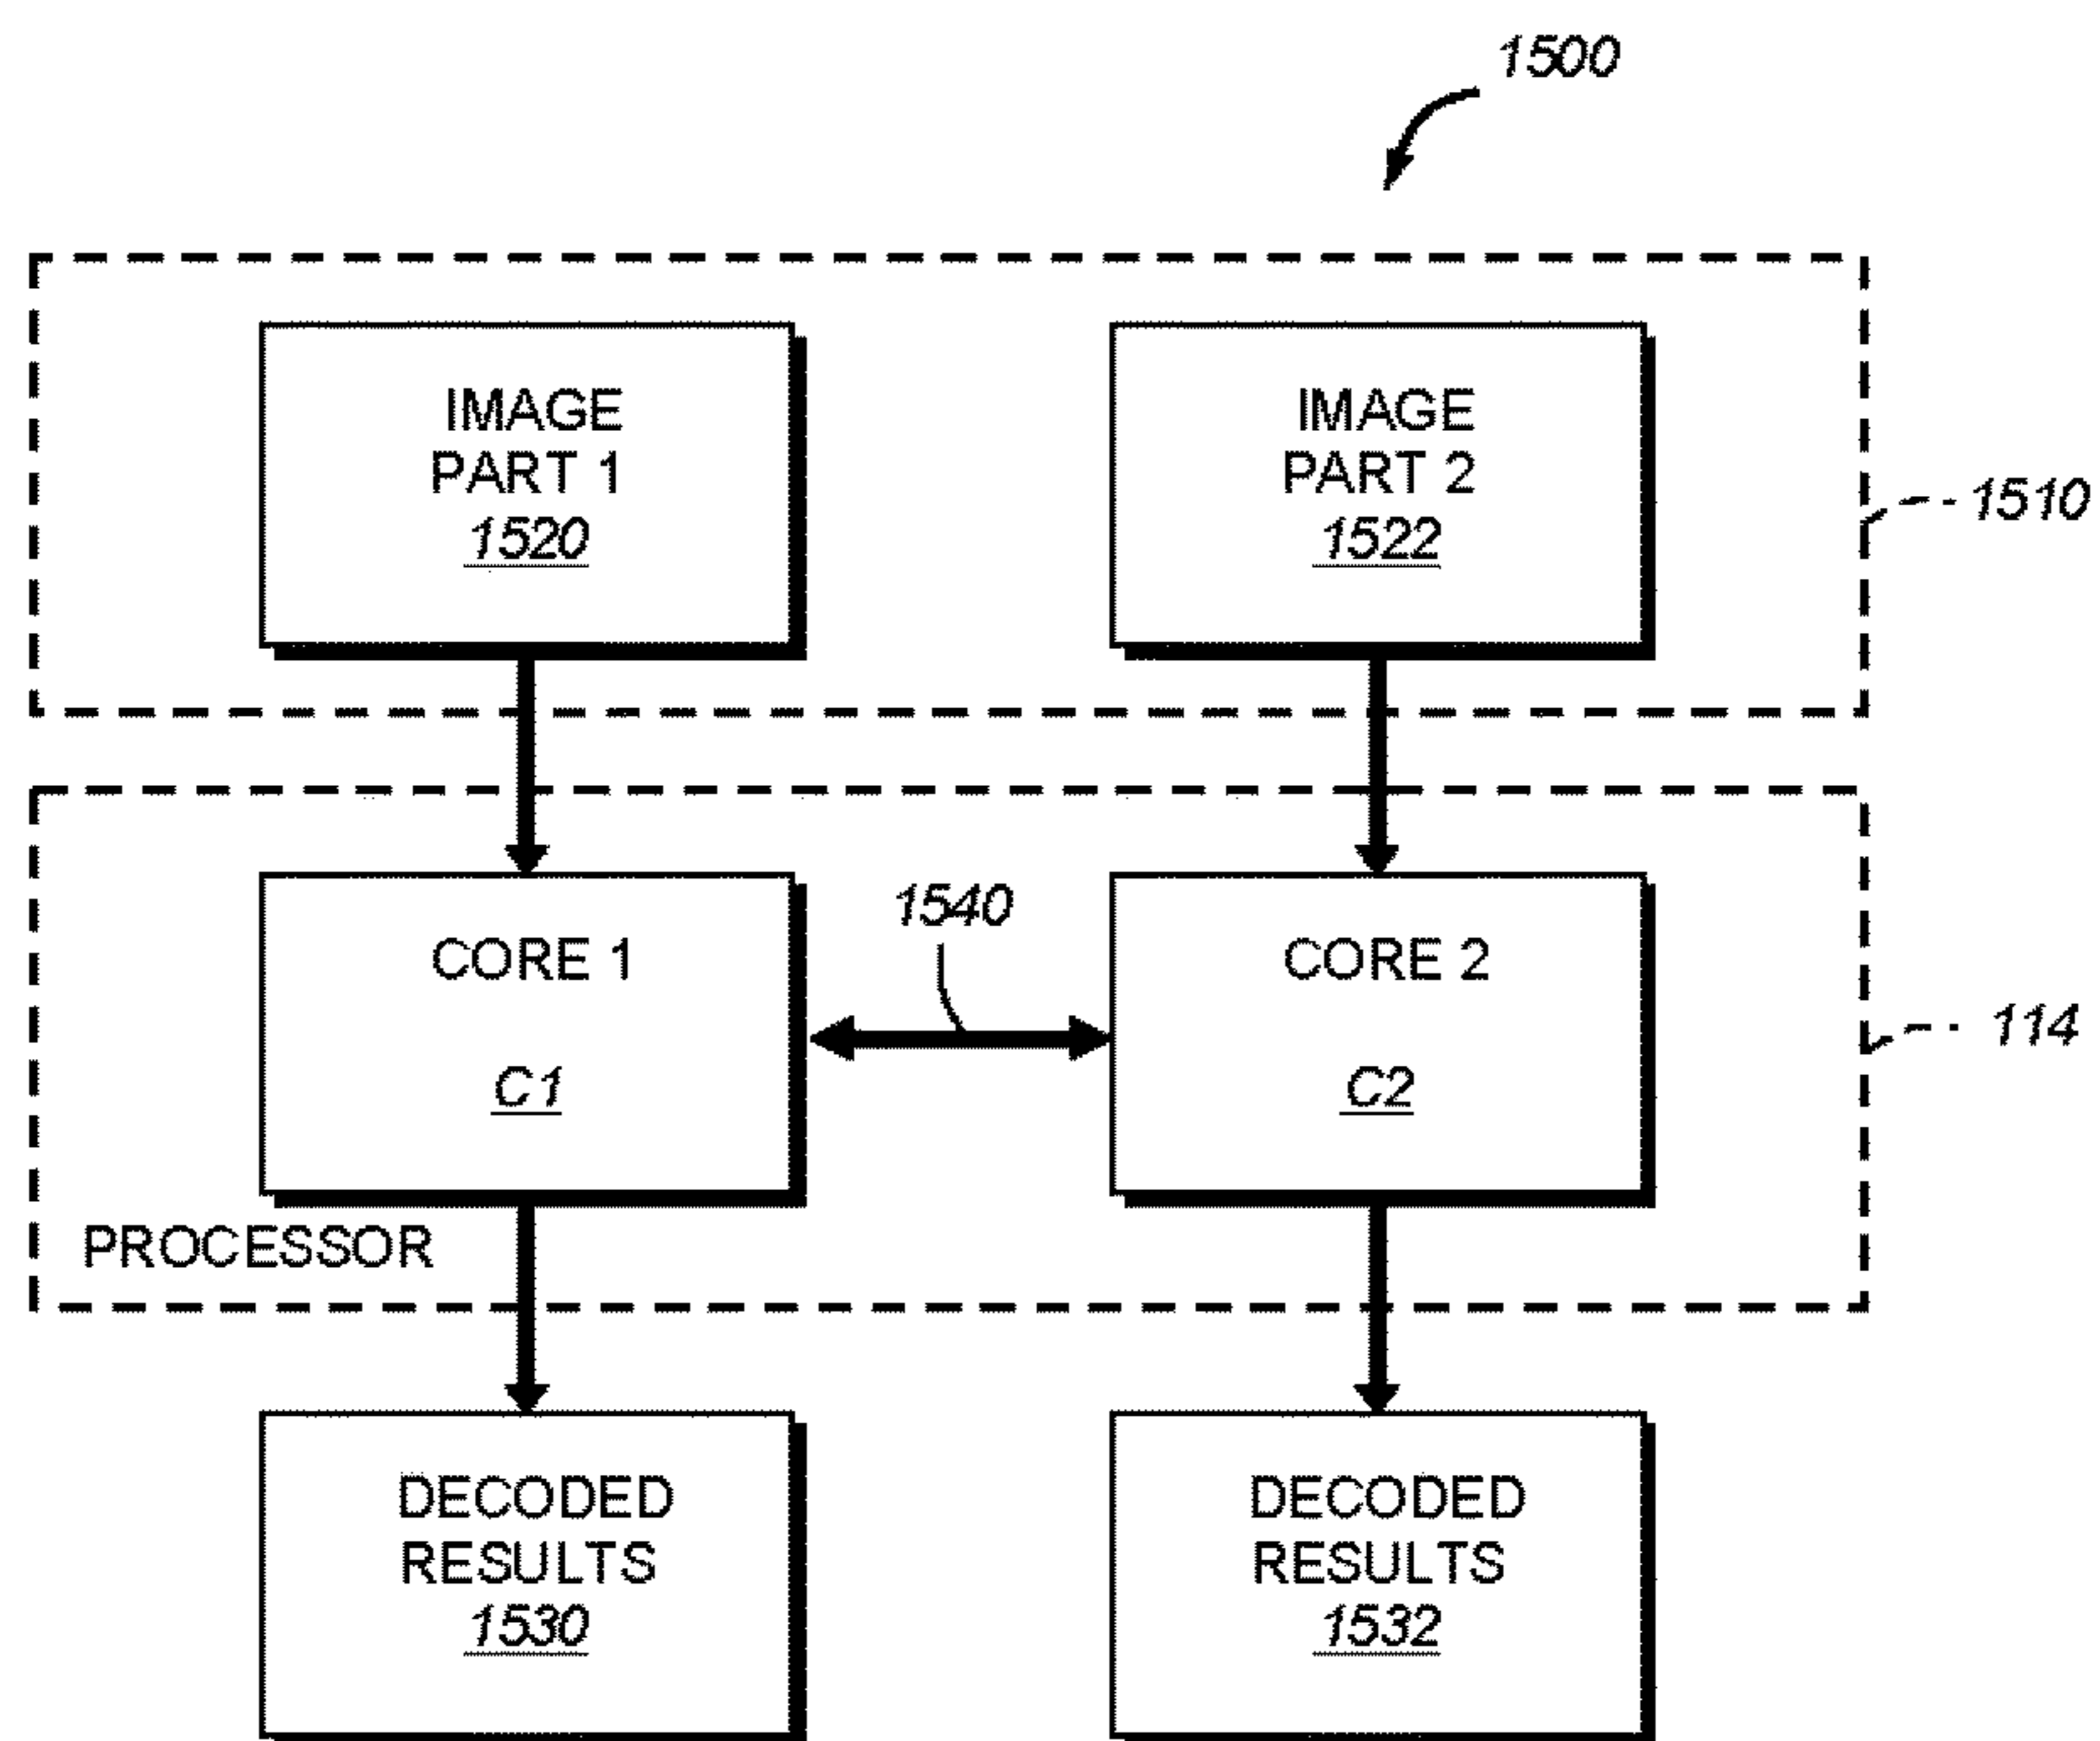 1500
IMAGE
PART 1
1520
IMAGE
PART 2
1522
1510
CORE 1
C1
1540
CORE 2
C2
114
PROCESSOR
DECODED
RESULTS
1530
DECODED
RESULTS
1532